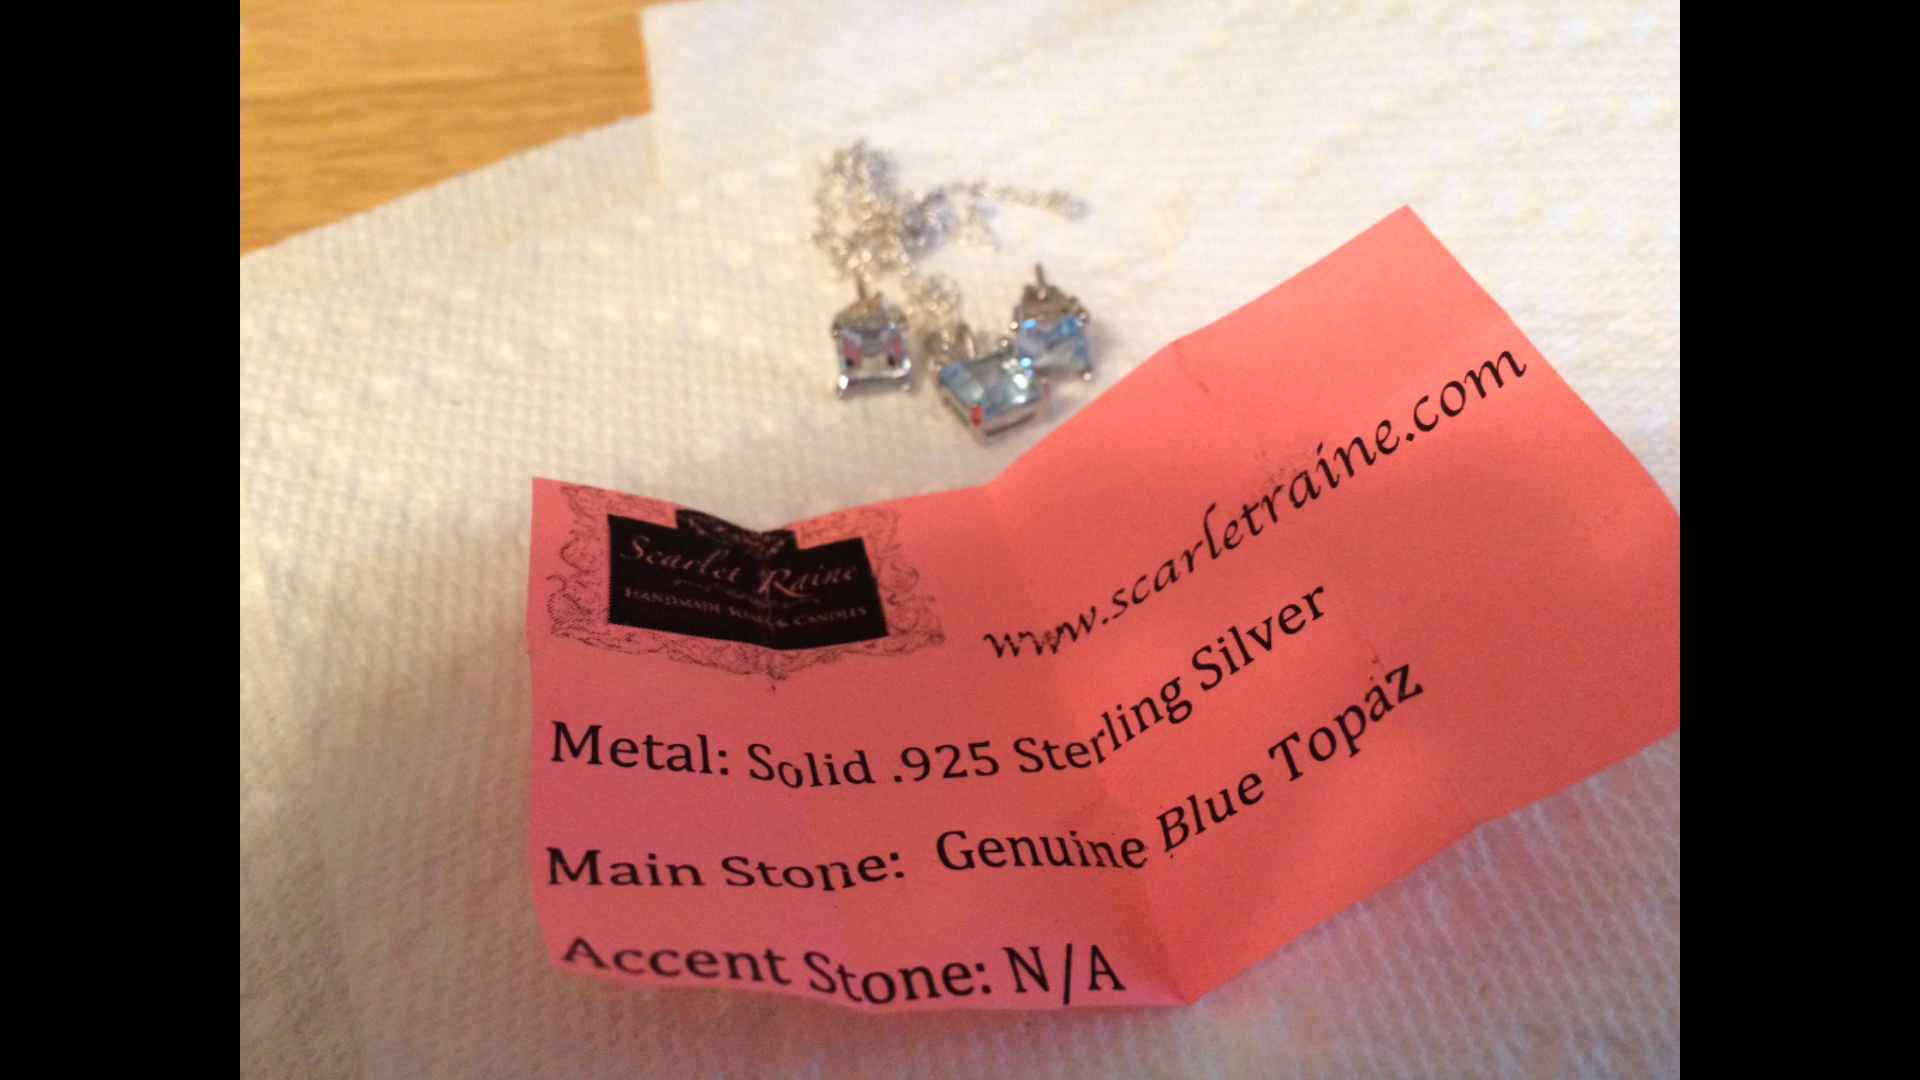 Scarlet Raine
HANDMADE SOAPS & CANDLES
www.scarletraine.com
Metal: Solid .925 Sterling Silver
Main Stone: Genuine Blue Topaz
Accent Stone: N/A